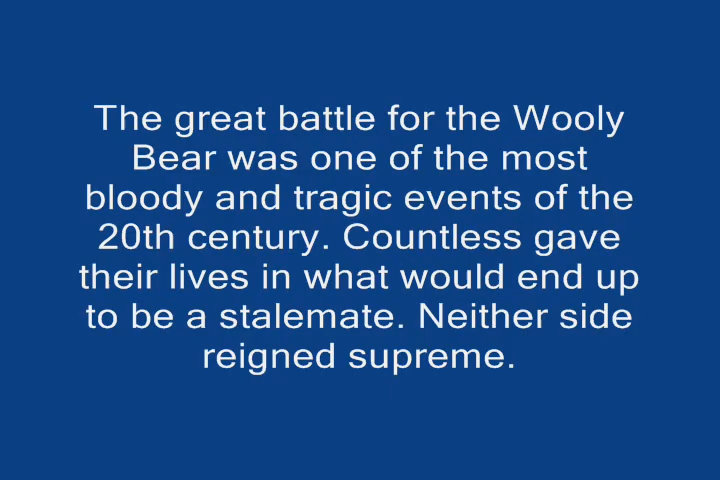 The great battle for the Wooly
Bear was one of the most
bloody and tragic events of the
20th century. Countless gave
their lives in what would end up
to be a stalemate. Neither side
reigned supreme.